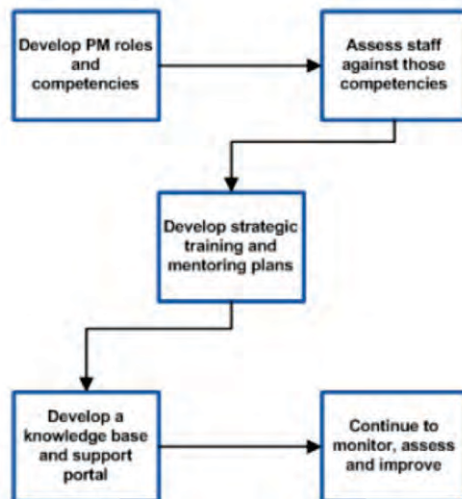 Develop PM roles
and
competencies
Assess staff
against those
competencies
Develop strategic
training and
mentoring plans
Develop a
knowledge base
and support
portal
Continue to
monitor, assess
and improve